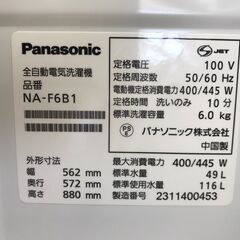 Panasonic
全自動電気洗濯機
品番
NA-F6B1
外形寸法
幅 562 mm
奥行 572 mm
高さ 880 mm
JET
定格電圧 100 V
定格周波数 50/60 Hz
電動機定格消費電力 400/445 W
定格時間 洗いのみ 10 分
標準洗濯容量 6.0 kg
PS E
パナソニック株式会社
中国製
最大消費電力 400/445 W
標準水量 49 L
標準使用水量 116 L
製造番号 2311400453